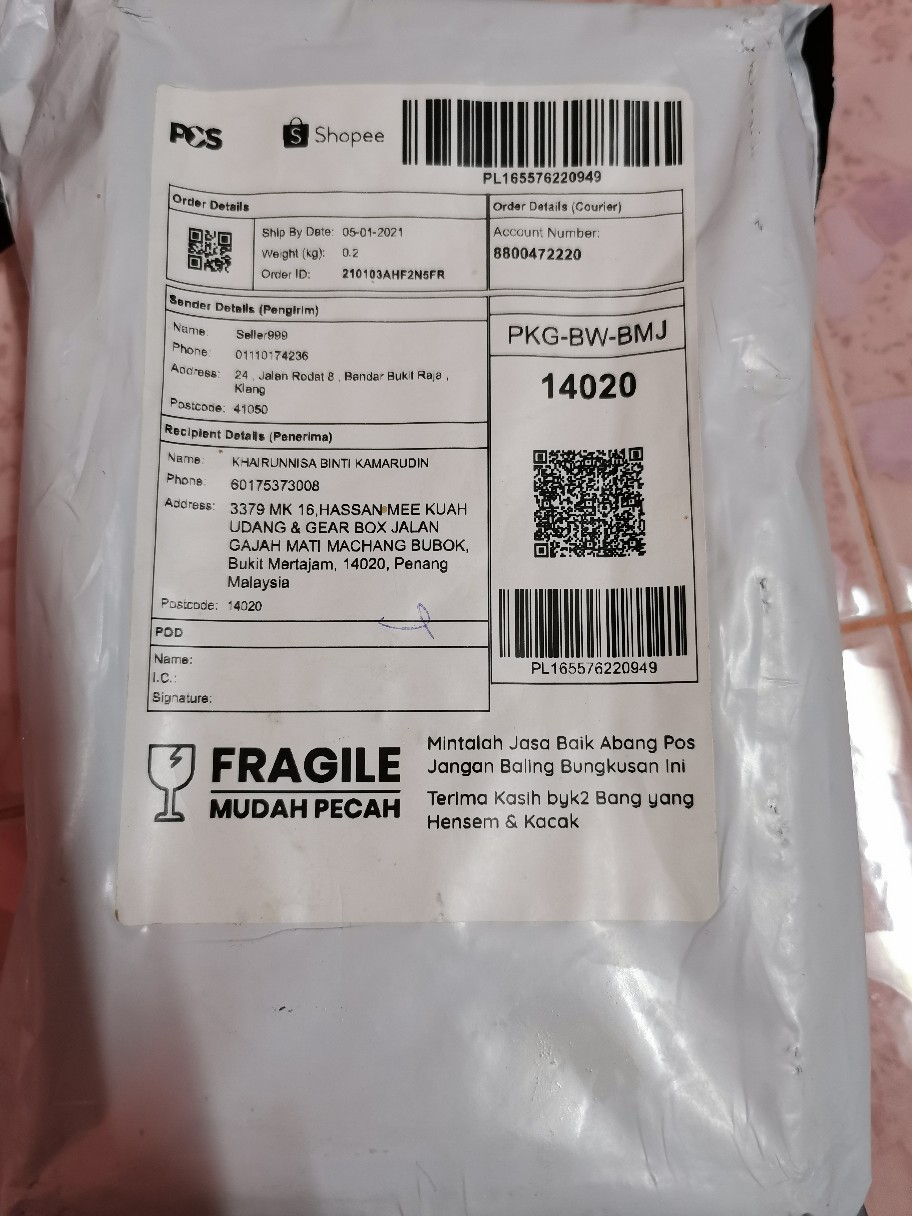 POS
Shopee
PL165576220949
Order Details
Ship By Date: 05-01-2021
Weight (kg): 0.2
Order ID: 210103AHF2N5FR
Order Details (Courier)
Account Number:
8800472220
Sender Details (Pengirim)
Name: Seller999
Phone: 01110174236
Address: 24 , Jalan Rodat 8 , Bandar Bukit Raja ,
Klang
Postcode: 41050
PKG-BW-BMJ
14020
Recipient Details (Penerima)
Name: KHAIRUNNISA BINTI KAMARUDIN
Phone: 60175373008
Address: 3379 MK 16,HASSAN MEE KUAH
UDANG & GEAR BOX JALAN
GAJAH MATI MACHANG BUBOK,
Bukit Mertajam, 14020, Penang
Malaysia
Postcode: 14020
PL165576220949
POD
Name:
I.C.:
Signature:
FRAGILE
MUDAH PECAH
Mintalah Jasa Baik Abang Pos
Jangan Baling Bungkusan Ini
Terima Kasih byk2 Bang yang
Hensem & Kacak